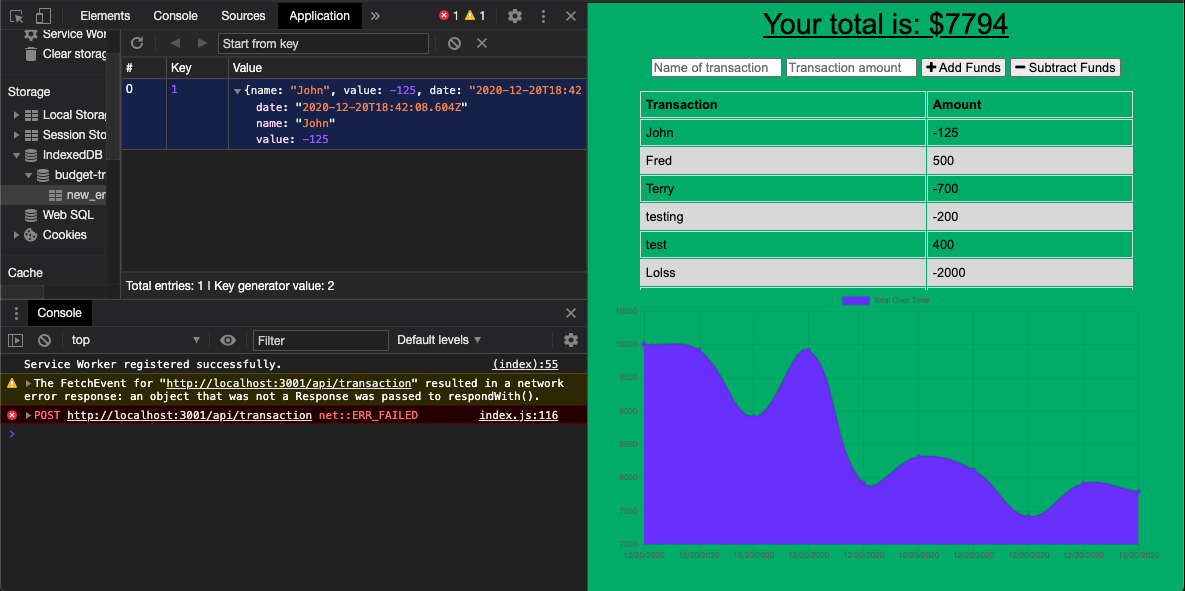 Elements Console Sources Application » 1 1
Service Wor
Clear storag
Storage
Local Storag
Session Sto
IndexedDB
budget-tr
new_er
Web SQL
Cookies
Cache
Start from key
# Key Value
0 1 {name: "John", value: -125, date: "2020-12-20T18:42
date: "2020-12-20T18:42:08.604Z"
name: "John"
value: -125
Total entries: 1 | Key generator value: 2
Console
top Filter Default levels
Service Worker registered successfully. (index):55
The FetchEvent for "http://localhost:3001/api/transaction" resulted in a network
error response: an object that was not a Response was passed to respondWith().
POST http://localhost:3001/api/transaction net::ERR_FAILED index.js:116
Your total is: $7794
Name of transaction Transaction amount Add Funds Subtract Funds
Transaction Amount
John -125
Fred 500
Terry -700
testing -200
test 400
Lolss -2000
Total Over Time
10500
10000
9500
9000
8500
8000
7500
7000
12/20/2020 12/20/2020 12/20/2020 12/20/2020 12/20/2020 12/20/2020 12/20/2020 12/20/2020 12/20/2020 12/20/2020